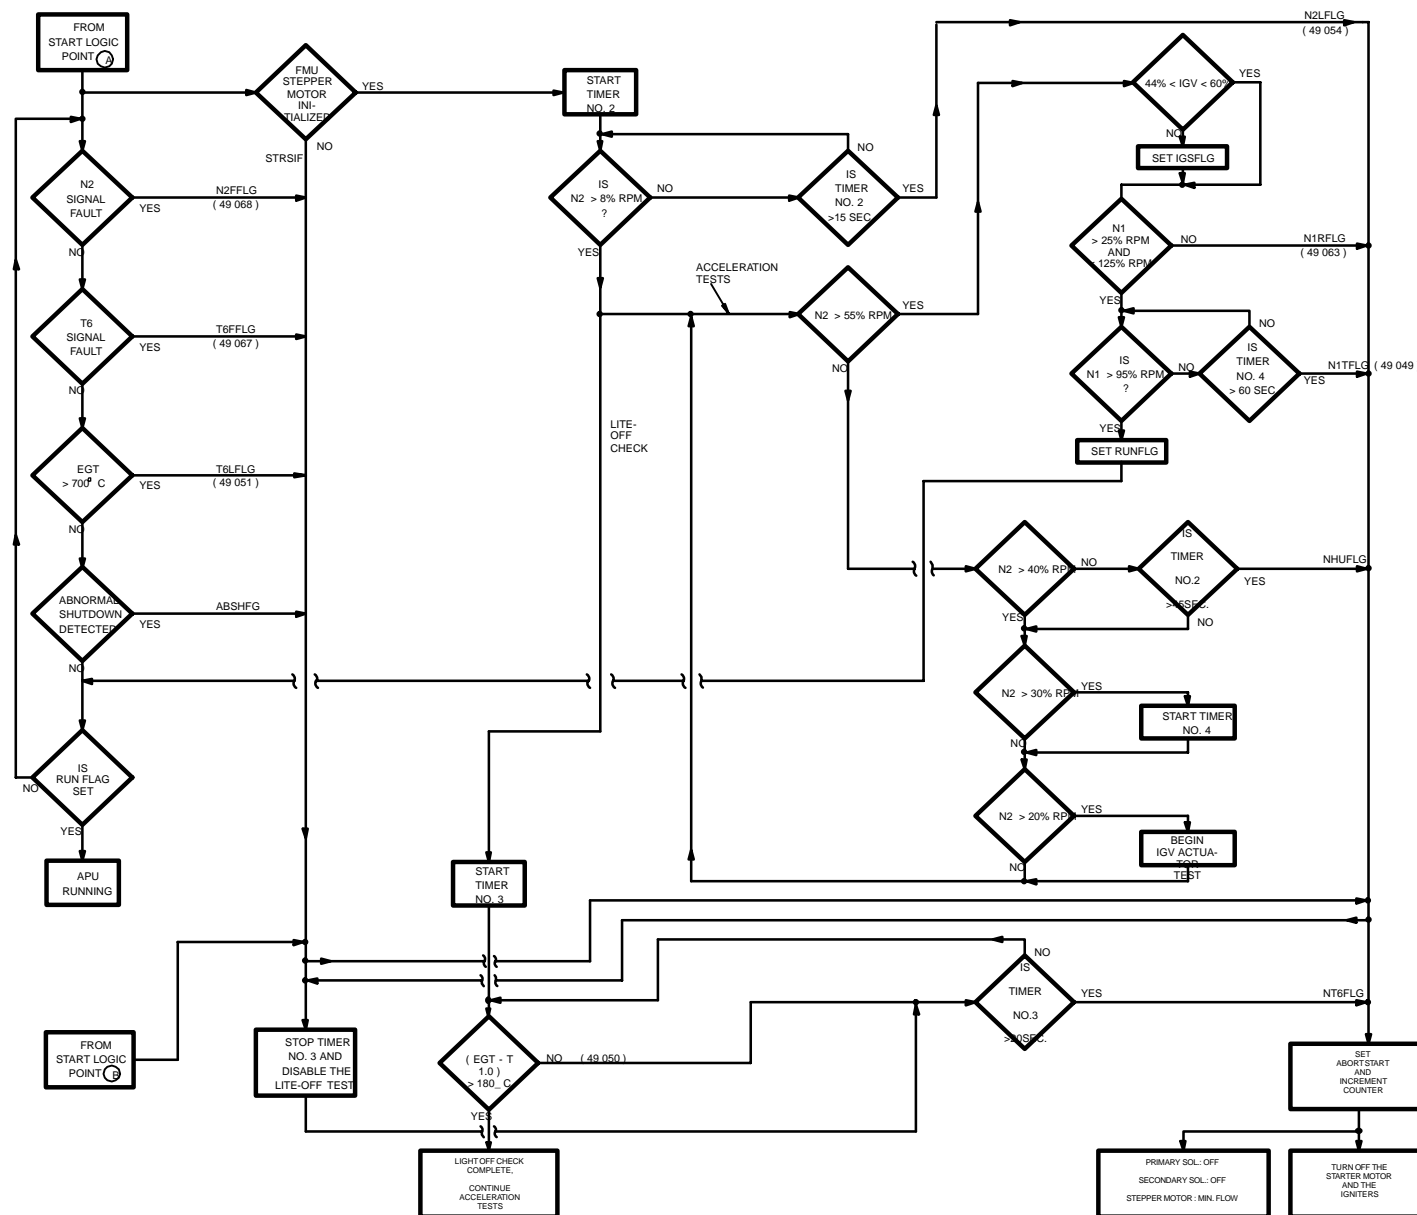 FROM
START LOGIC
POINT A
FMU
STEPPER
MOTOR
INI-
TIALIZED
YES
NO
STRSIF
START
TIMER
NO. 2
N2LFLG
( 49 054 )
44% < IGV < 60%
YES
NO
SET IGSFLG
N2
SIGNAL
FAULT
N2FFLG
YES
( 49 068 )
NO
IS
N2 > 8% RPM
?
NO
YES
IS
TIMER
NO. 2
>15 SEC
NO
YES
N1
> 25% RPM
AND
125% RPM
NO
N1RFLG
( 49 063 )
YES
ACCELERATION
TESTS
N2 > 55% RPM
YES
NO
T6
SIGNAL
FAULT
T6FFLG
YES
( 49 067 )
NO
IS
N1 > 95% RPM
?
NO
YES
IS
TIMER
NO. 4
> 60 SEC
NO
YES
N1TFLG ( 49 049
SET RUNFLG
LITE-
OFF
CHECK
EGT
> 700° C
T6LFLG
YES
( 49 051 )
NO
N2 > 40% RPM
NO
YES
IS
TIMER
NO.2
>45SEC.
NO
YES
NHUFLG
ABNORMAL
SHUTDOWN
DETECTED
ABSHFG
YES
NO
N2 > 30% RPM
YES
NO
START TIMER
NO. 4
IS
RUN FLAG
SET
NO
YES
N2 > 20% RPM
YES
NO
BEGIN
IGV ACTUA-
TOR
TEST
APU
RUNNING
START
TIMER
NO. 3
IS
TIMER
NO.3
>20SEC.
NO
YES
NT6FLG
FROM
START LOGIC
POINT B
STOP TIMER
NO. 3 AND
DISABLE THE
LITE-OFF TEST
( EGT - T
1.0 )
> 180_ C
NO ( 49 050 )
YES
SET
ABORTSTART
AND
INCREMENT
COUNTER
LIGHT OFF CHECK
COMPLETE,
CONTINUE
ACCELERATION
TESTS
PRIMARY SOL.: OFF
SECONDARY SOL.: OFF
STEPPER MOTOR : MIN. FLOW
TURN OFF THE
STARTER MOTOR
AND THE
IGNITERS